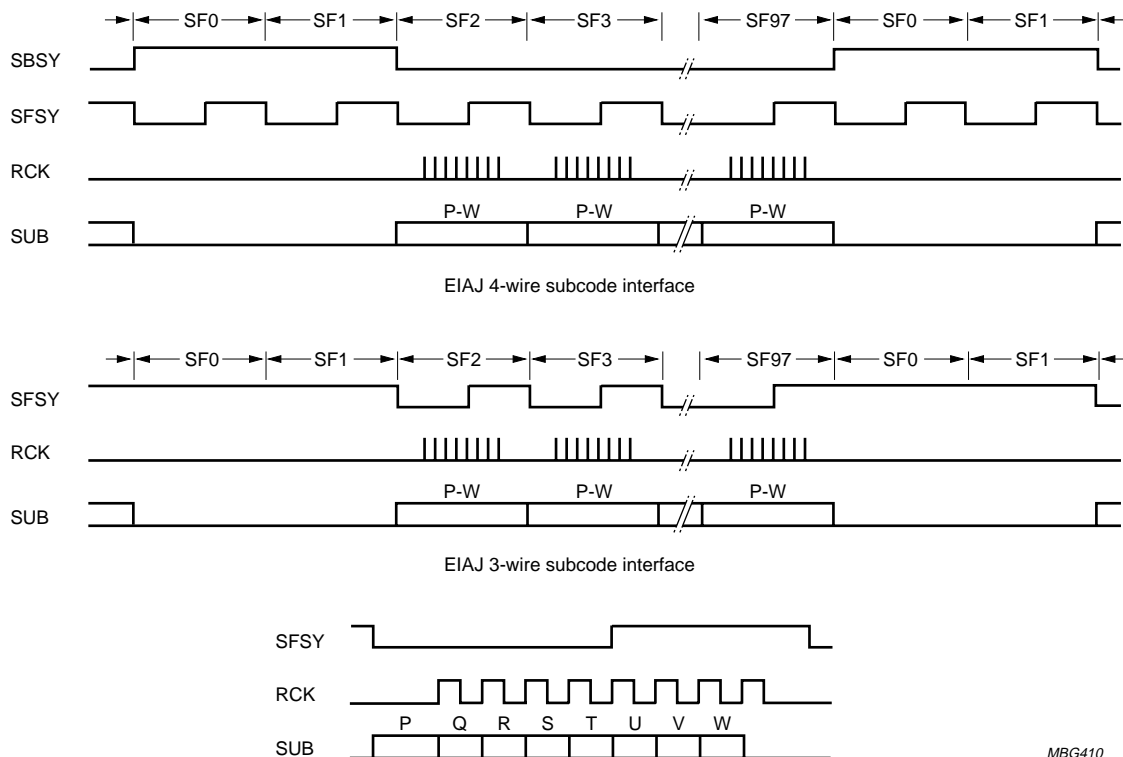 SF0 SF1 SF2 SF3 SF97 SF0 SF1
SBSY
SFSY
RCK
P-W P-W P-W
SUB
EIAJ 4-wire subcode interface
SF0 SF1 SF2 SF3 SF97 SF0 SF1
SFSY
RCK
P-W P-W P-W
SUB
EIAJ 3-wire subcode interface
SFSY
RCK
P Q R S T U V W
SUB
MBG410